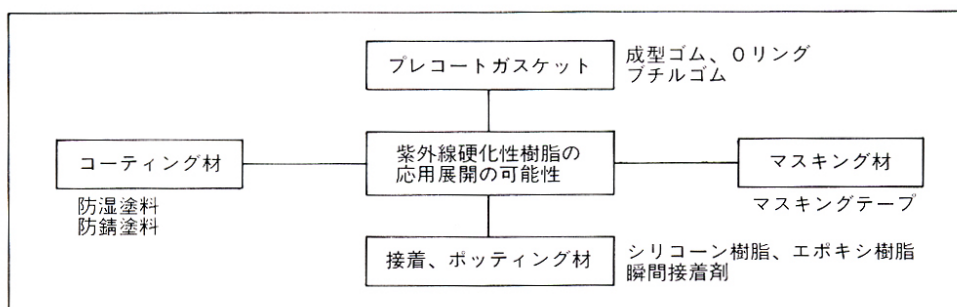 プレコートガスケット
成型ゴム、Oリング
ブチルゴム
コーティング材
防湿塗料
防錆塗料
紫外線硬化性樹脂の
応用展開の可能性
マスキング材
マスキングテープ
接着、ポッティング材
シリコーン樹脂、エポキシ樹脂
瞬間接着剤